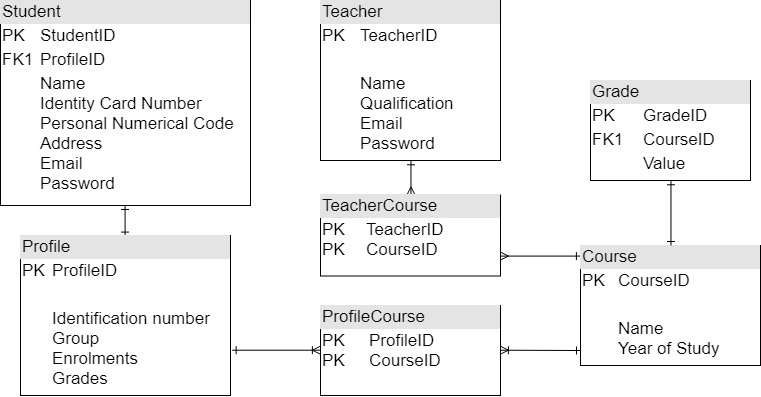 Student
PK StudentID
FK1 ProfileID
Name
Identity Card Number
Personal Numerical Code
Address
Email
Password
Teacher
PK TeacherID
Name
Qualification
Email
Password
Grade
PK GradeID
FK1 CourseID
Value
TeacherCourse
PK TeacherID
PK CourseID
Profile
PK ProfileID
Identification number
Group
Enrolments
Grades
ProfileCourse
PK ProfileID
PK CourseID
Course
PK CourseID
Name
Year of Study